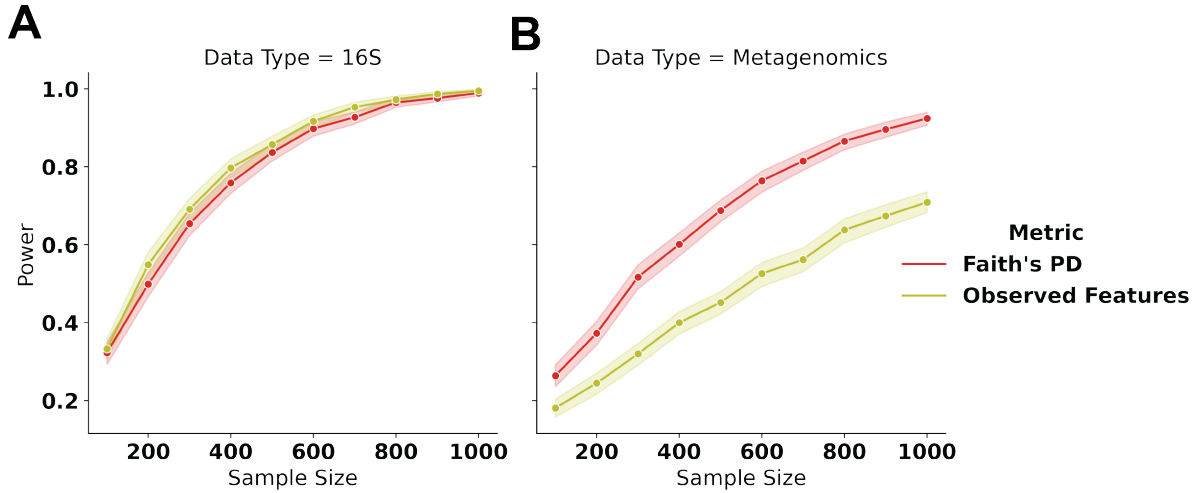 A
Data Type = 16S
Power
1.0
0.8
0.6
0.4
0.2
200 400 600 800 1000
Sample Size
B
Data Type = Metagenomics
200 400 600 800 1000
Sample Size
Metric
Faith's PD
Observed Features